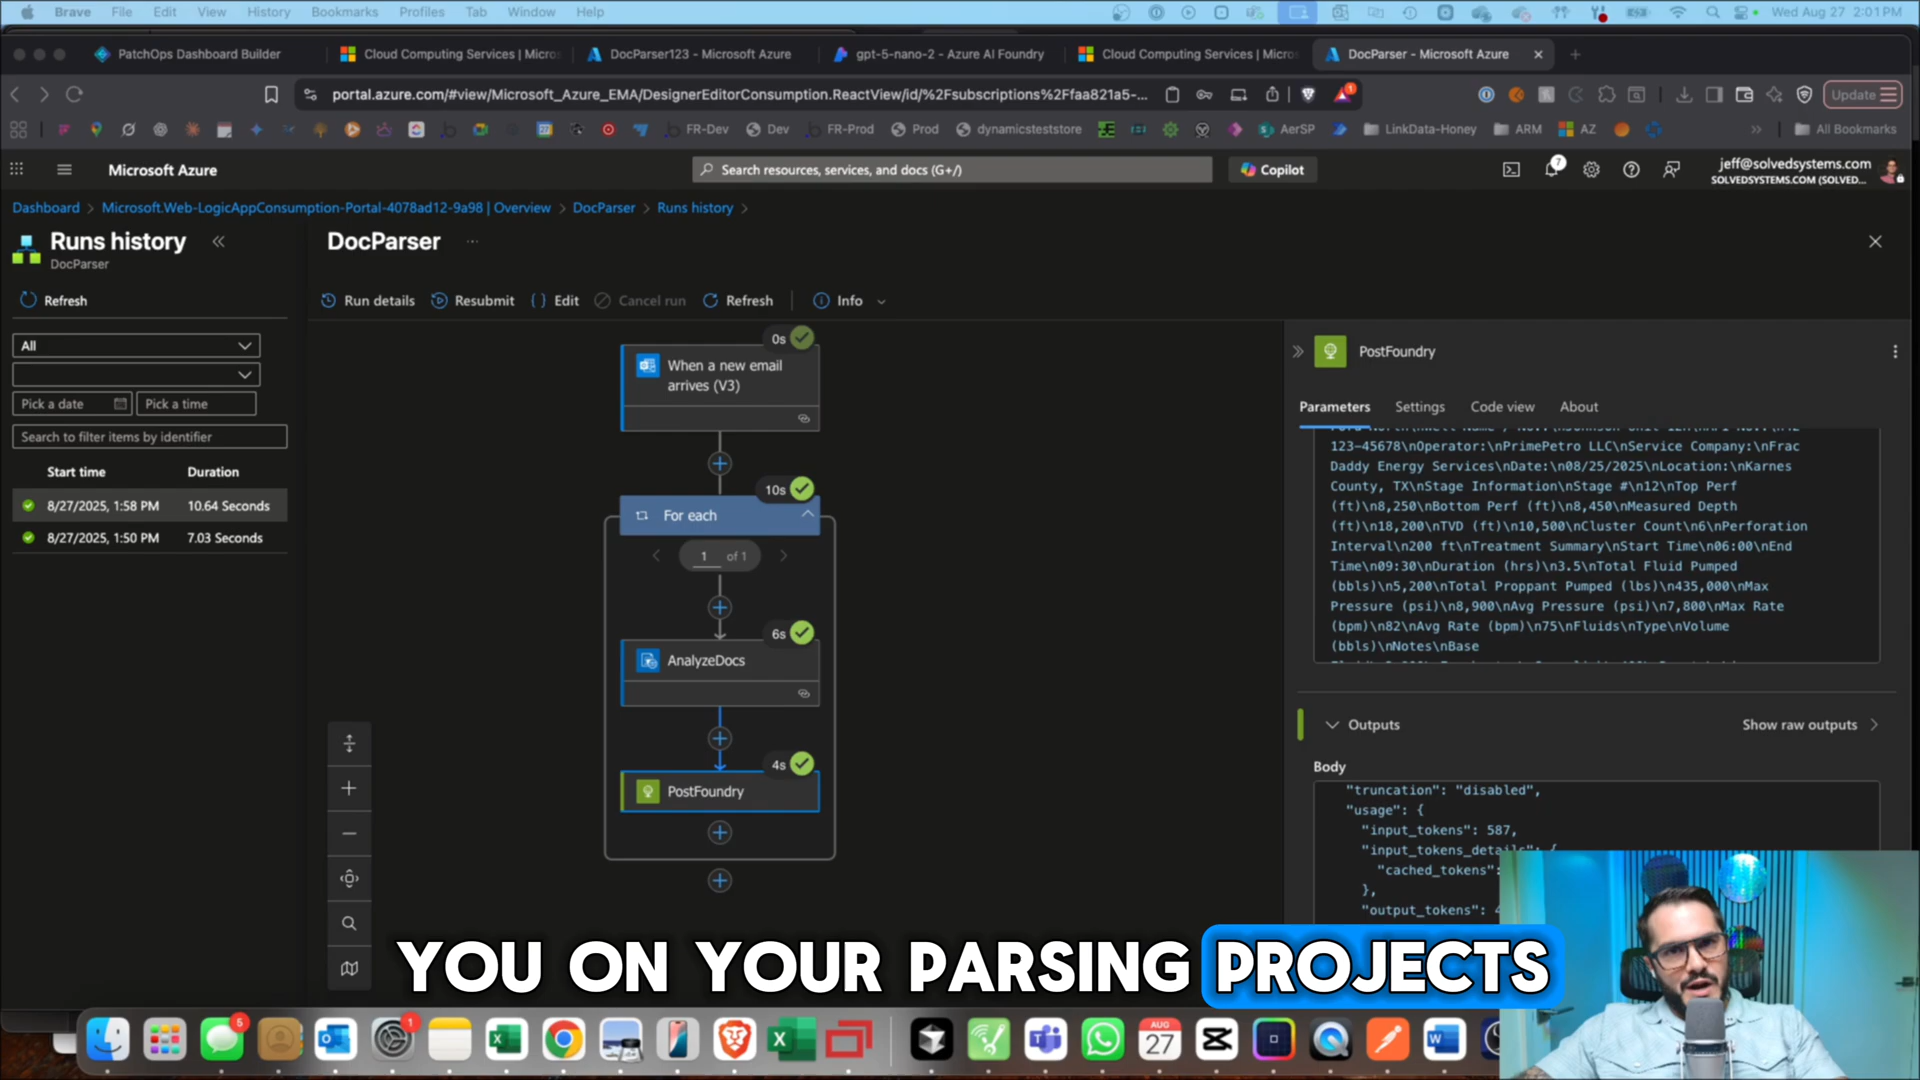 Brave File Edit View History Bookmarks Profiles Tab Window Help
Wed Aug 27 2:01 PM
PatchOps Dashboard Builder
Cloud Computing Services | Micros
DocParser123 - Microsoft Azure
gpt-5-nano-2 - Azure AI Foundry
Cloud Computing Services | Micros
DocParser - Microsoft Azure
portal.azure.com/#view/Microsoft_Azure_EMA/DesignerEditorConsumption.ReactView/id/%2Fsubscriptions%2Ffaa821a5-...
Update
FR-Dev
Dev
FR-Prod
Prod
dynamicsteststore
AerSP
LinkData-Honey
ARM
AZ
All Bookmarks
Microsoft Azure
Search resources, services, and docs (G+/)
Copilot
7
jeff@solvedsystems.com
SOLVEDSYSTEMS.COM (SOLVED...
Dashboard > Microsoft.Web-LogicAppConsumption-Portal-4078ad12-9a98 | Overview > DocParser > Runs history >
Runs history
DocParser
Refresh
All
Pick a date
Pick a time
Search to filter items by identifier
Start time Duration
8/27/2025, 1:58 PM 10.64 Seconds
8/27/2025, 1:50 PM 7.03 Seconds
DocParser ...
Run details
Resubmit
Edit
Cancel run
Refresh
Info
0s
When a new email
arrives (V3)
10s
For each
1 of 1
6s
AnalyzeDocs
4s
PostFoundry
PostFoundry
Parameters Settings Code view About
123-45678\nOperator:\nPrimePetro LLC\nService Company:\nFrac
Daddy Energy Services\nDate:\n08/25/2025\nLocation:\nKarnes
County, TX\nStage Information\nStage #\n12\nTop Perf
(ft)\n8,250\nBottom Perf (ft)\n8,450\nMeasured Depth
(ft)\n18,200\nTVD (ft)\n10,500\nCluster Count\n6\nPerforation
Interval\n200 ft\nTreatment Summary\nStart Time\n06:00\nEnd
Time\n09:30\nDuration (hrs)\n3.5\nTotal Fluid Pumped
(bbls)\n5,200\nTotal Proppant Pumped (lbs)\n435,000\nMax
Pressure (psi)\n8,900\nAvg Pressure (psi)\n7,800\nMax Rate
(bpm)\n82\nAvg Rate (bpm)\n75\nFluids\nType\nVolume
(bbls)\nNotes\nBase
Outputs
Show raw outputs
Body
"truncation": "disabled",
"usage": {
"input_tokens": 587,
"input_tokens_details": {
"cached_tokens":
},
"output_tokens": 4
YOU ON YOUR PARSING PROJECTS
5
1
AUG
27